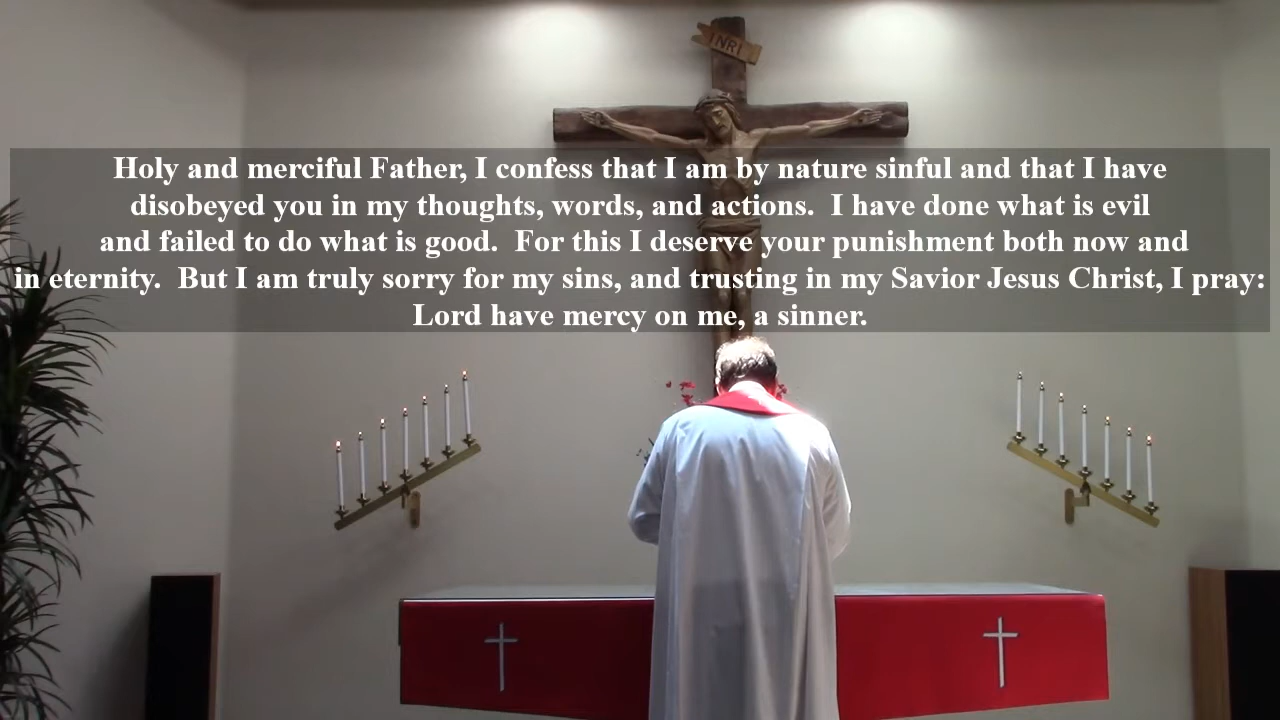 INRI
Holy and merciful Father, I confess that I am by nature sinful and that I have
disobeyed you in my thoughts, words, and actions.  I have done what is evil
and failed to do what is good.  For this I deserve your punishment both now and
in eternity.  But I am truly sorry for my sins, and trusting in my Savior Jesus Christ, I pray:
Lord have mercy on me, a sinner.